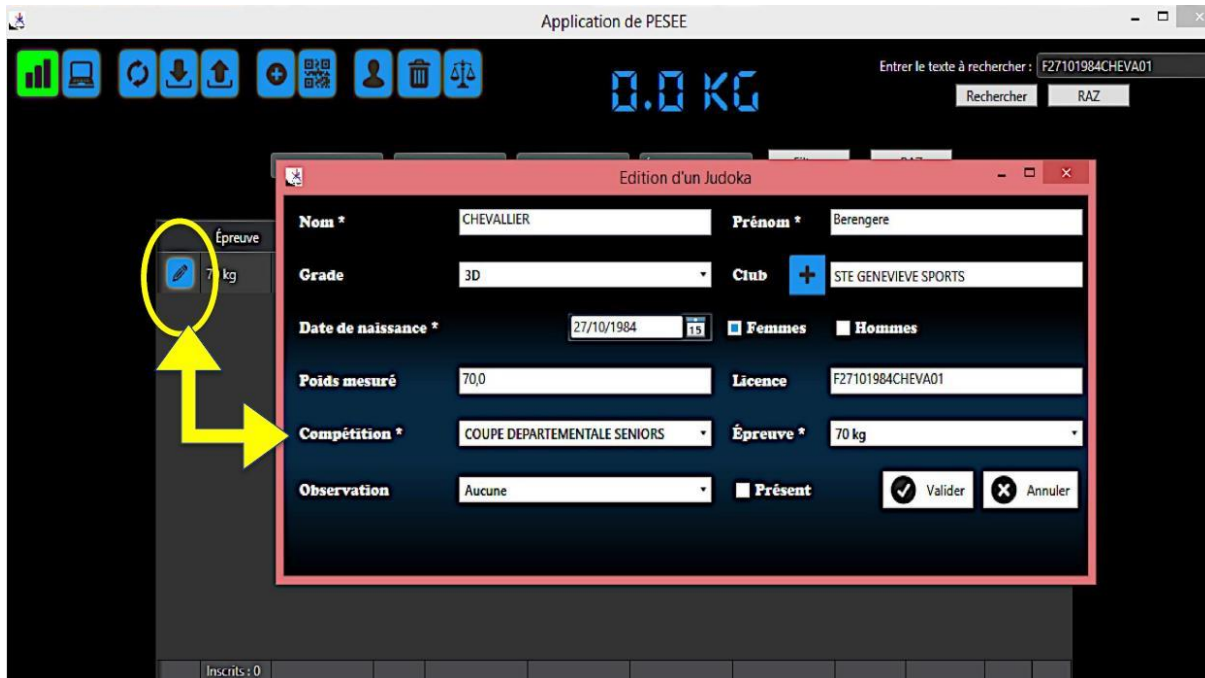 Application de PESEE
Entrer le texte à rechercher : F27101984CHEVA01
0.0 KG
Rechercher RAZ
Edition d'un Judoka
Nom * CHEVALLIER Prénom * Berengere
Épreuve
70 kg
Grade 3D Club + STE GENEVIEVE SPORTS
Date de naissance * 27/10/1984 15 Femmes Hommes
Poids mesuré 70,0 Licence F27101984CHEVA01
Compétition * COUPE DEPARTEMENTALE SENIORS Épreuve * 70 kg
Observation Aucune Présent Valider Annuler
Inscrits : 0